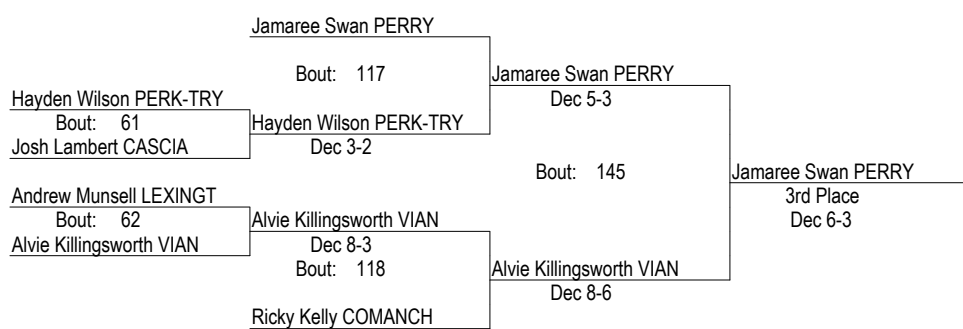 Jamaree Swan PERRY
Bout: 117
Jamaree Swan PERRY
Dec 5-3
Hayden Wilson PERK-TRY
Bout: 61
Hayden Wilson PERK-TRY
Josh Lambert CASCIA
Dec 3-2
Bout: 145
Jamaree Swan PERRY
3rd Place
Dec 6-3
Andrew Munsell LEXINGT
Bout: 62
Alvie Killingsworth VIAN
Alvie Killingsworth VIAN
Dec 8-3
Bout: 118
Alvie Killingsworth VIAN
Dec 8-6
Ricky Kelly COMANCH